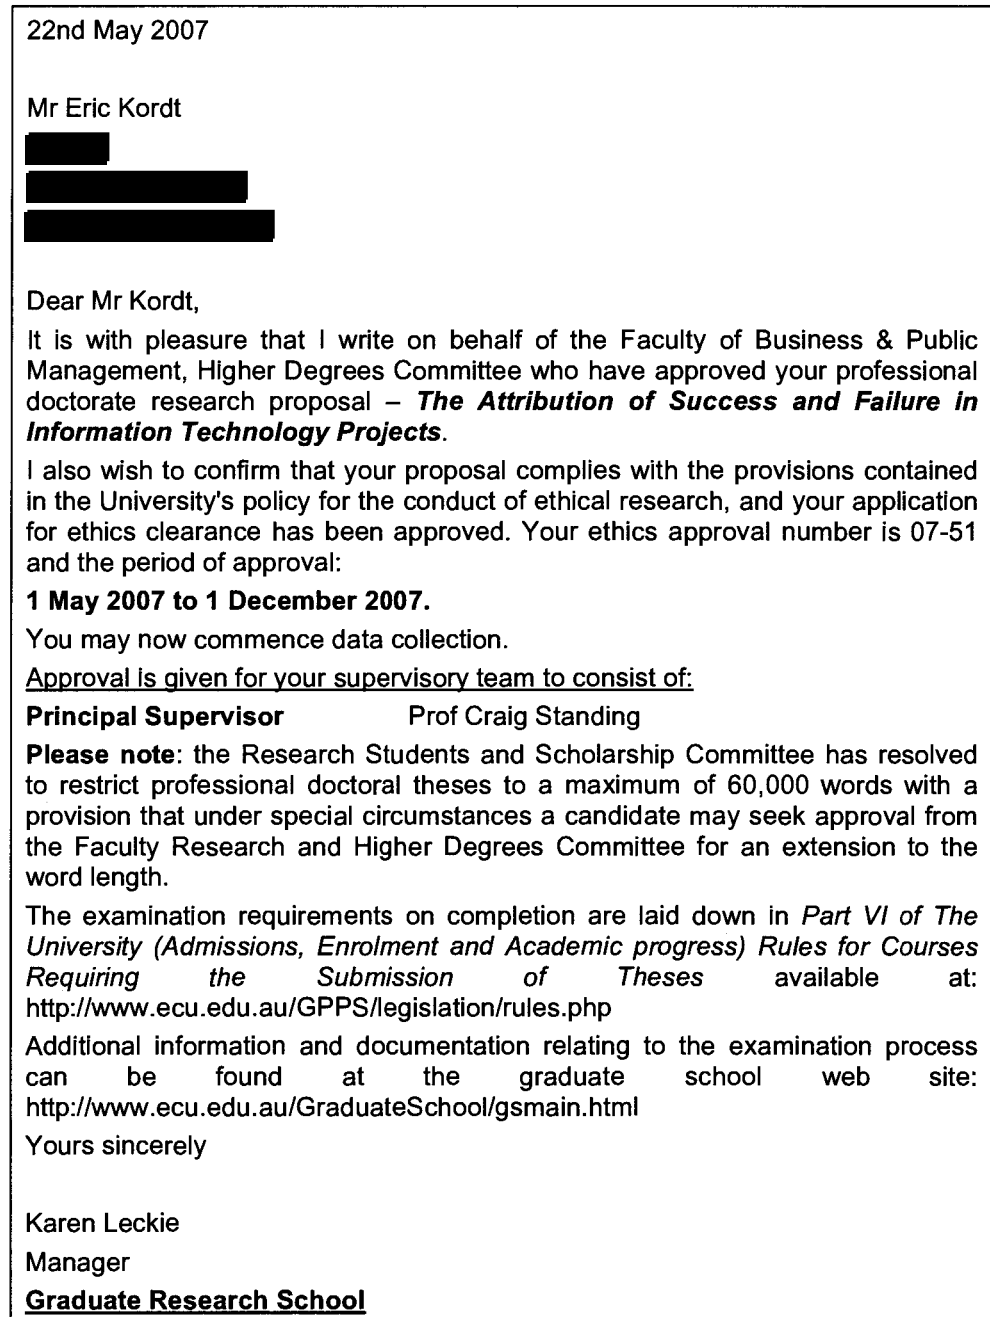 22nd May 2007
Mr Eric Kordt
Dear Mr Kordt,
It is with pleasure that I write on behalf of the Faculty of Business & Public
Management, Higher Degrees Committee who have approved your professional
doctorate research proposal – The Attribution of Success and Failure in
Information Technology Projects.
I also wish to confirm that your proposal complies with the provisions contained
in the University's policy for the conduct of ethical research, and your application
for ethics clearance has been approved. Your ethics approval number is 07-51
and the period of approval:
1 May 2007 to 1 December 2007.
You may now commence data collection.
Approval is given for your supervisory team to consist of:
Principal Supervisor Prof Craig Standing
Please note: the Research Students and Scholarship Committee has resolved
to restrict professional doctoral theses to a maximum of 60,000 words with a
provision that under special circumstances a candidate may seek approval from
the Faculty Research and Higher Degrees Committee for an extension to the
word length.
The examination requirements on completion are laid down in Part VI of The
University (Admissions, Enrolment and Academic progress) Rules for Courses
Requiring the Submission of Theses available at:
http://www.ecu.edu.au/GPPS/legislation/rules.php
Additional information and documentation relating to the examination process
can be found at the graduate school web site:
http://www.ecu.edu.au/GraduateSchool/gsmain.html
Yours sincerely
Karen Leckie
Manager
Graduate Research School